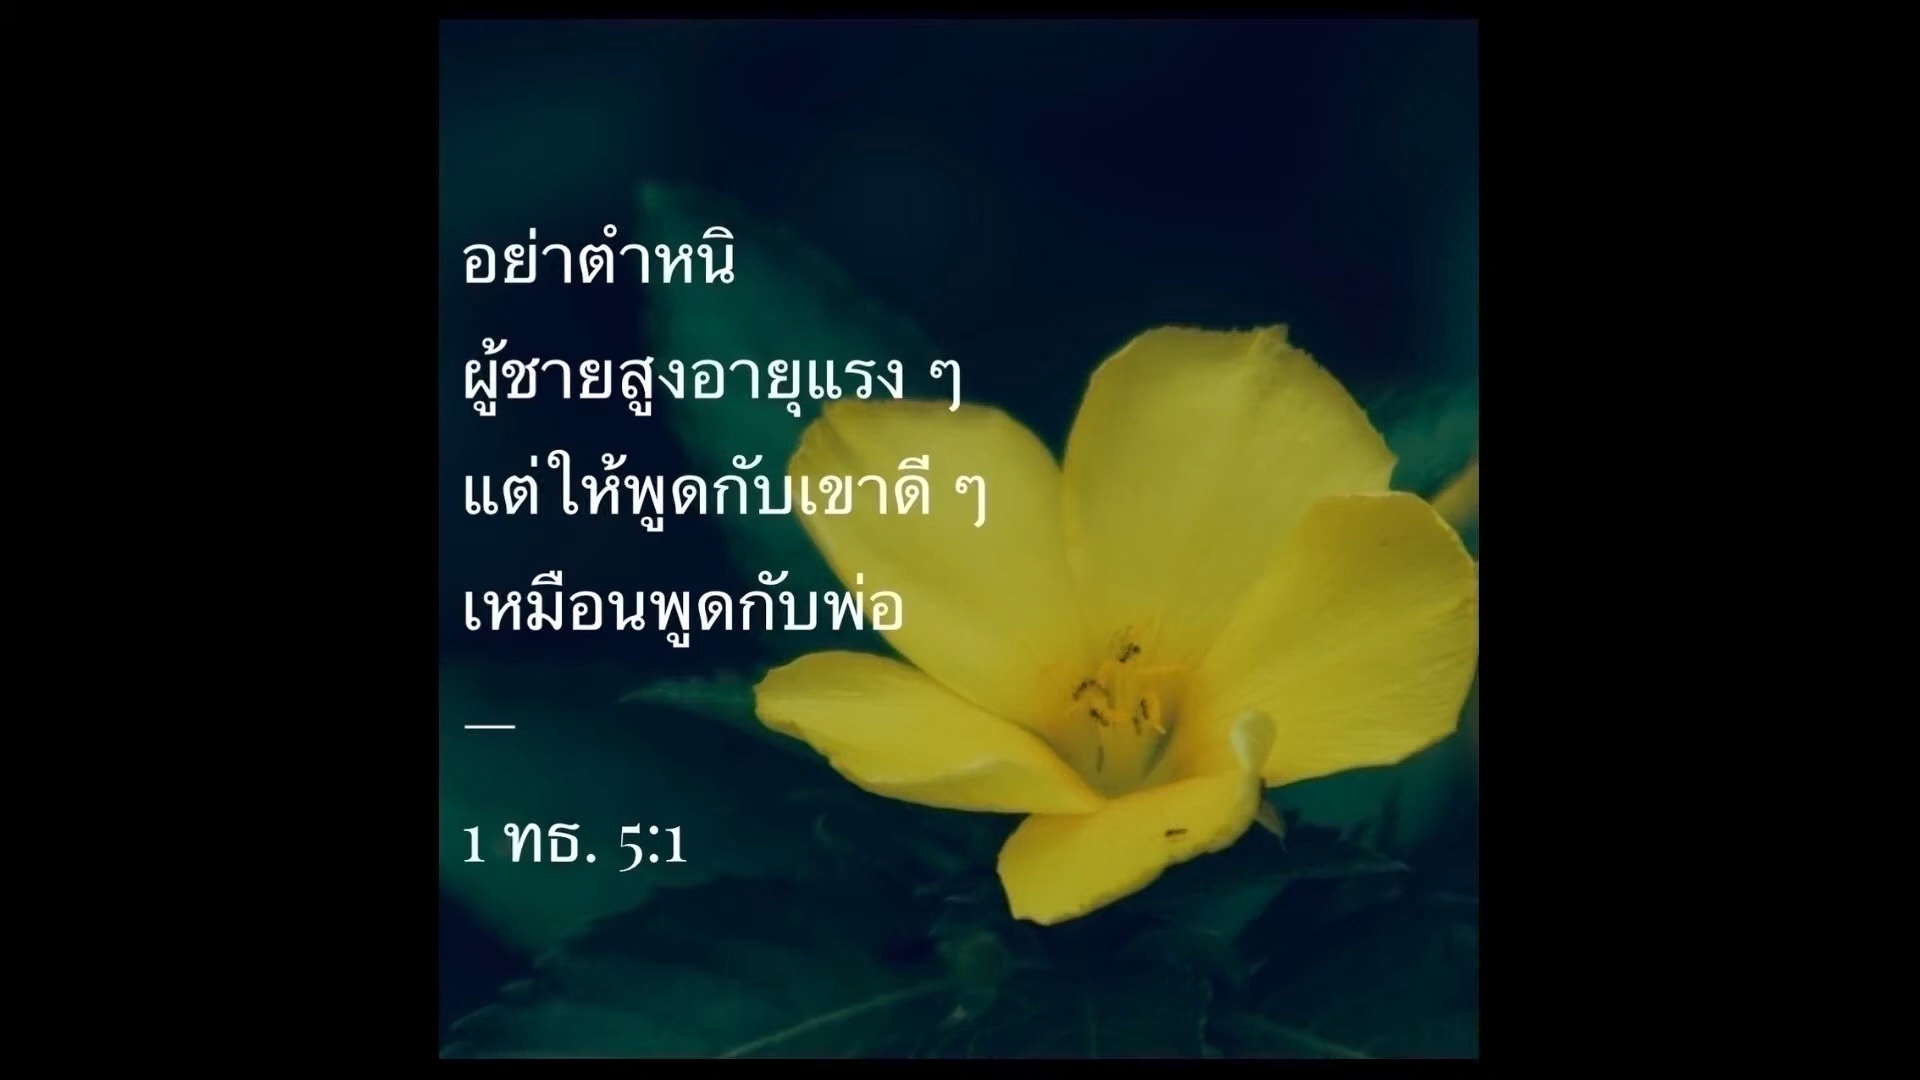 อย่าตำหนิ
ผู้ชายสูงอายุแรง ๆ
แต่ให้พูดกับเขาดี ๆ
เหมือนพูดกับพ่อ
—
1 ทธ. 5:1